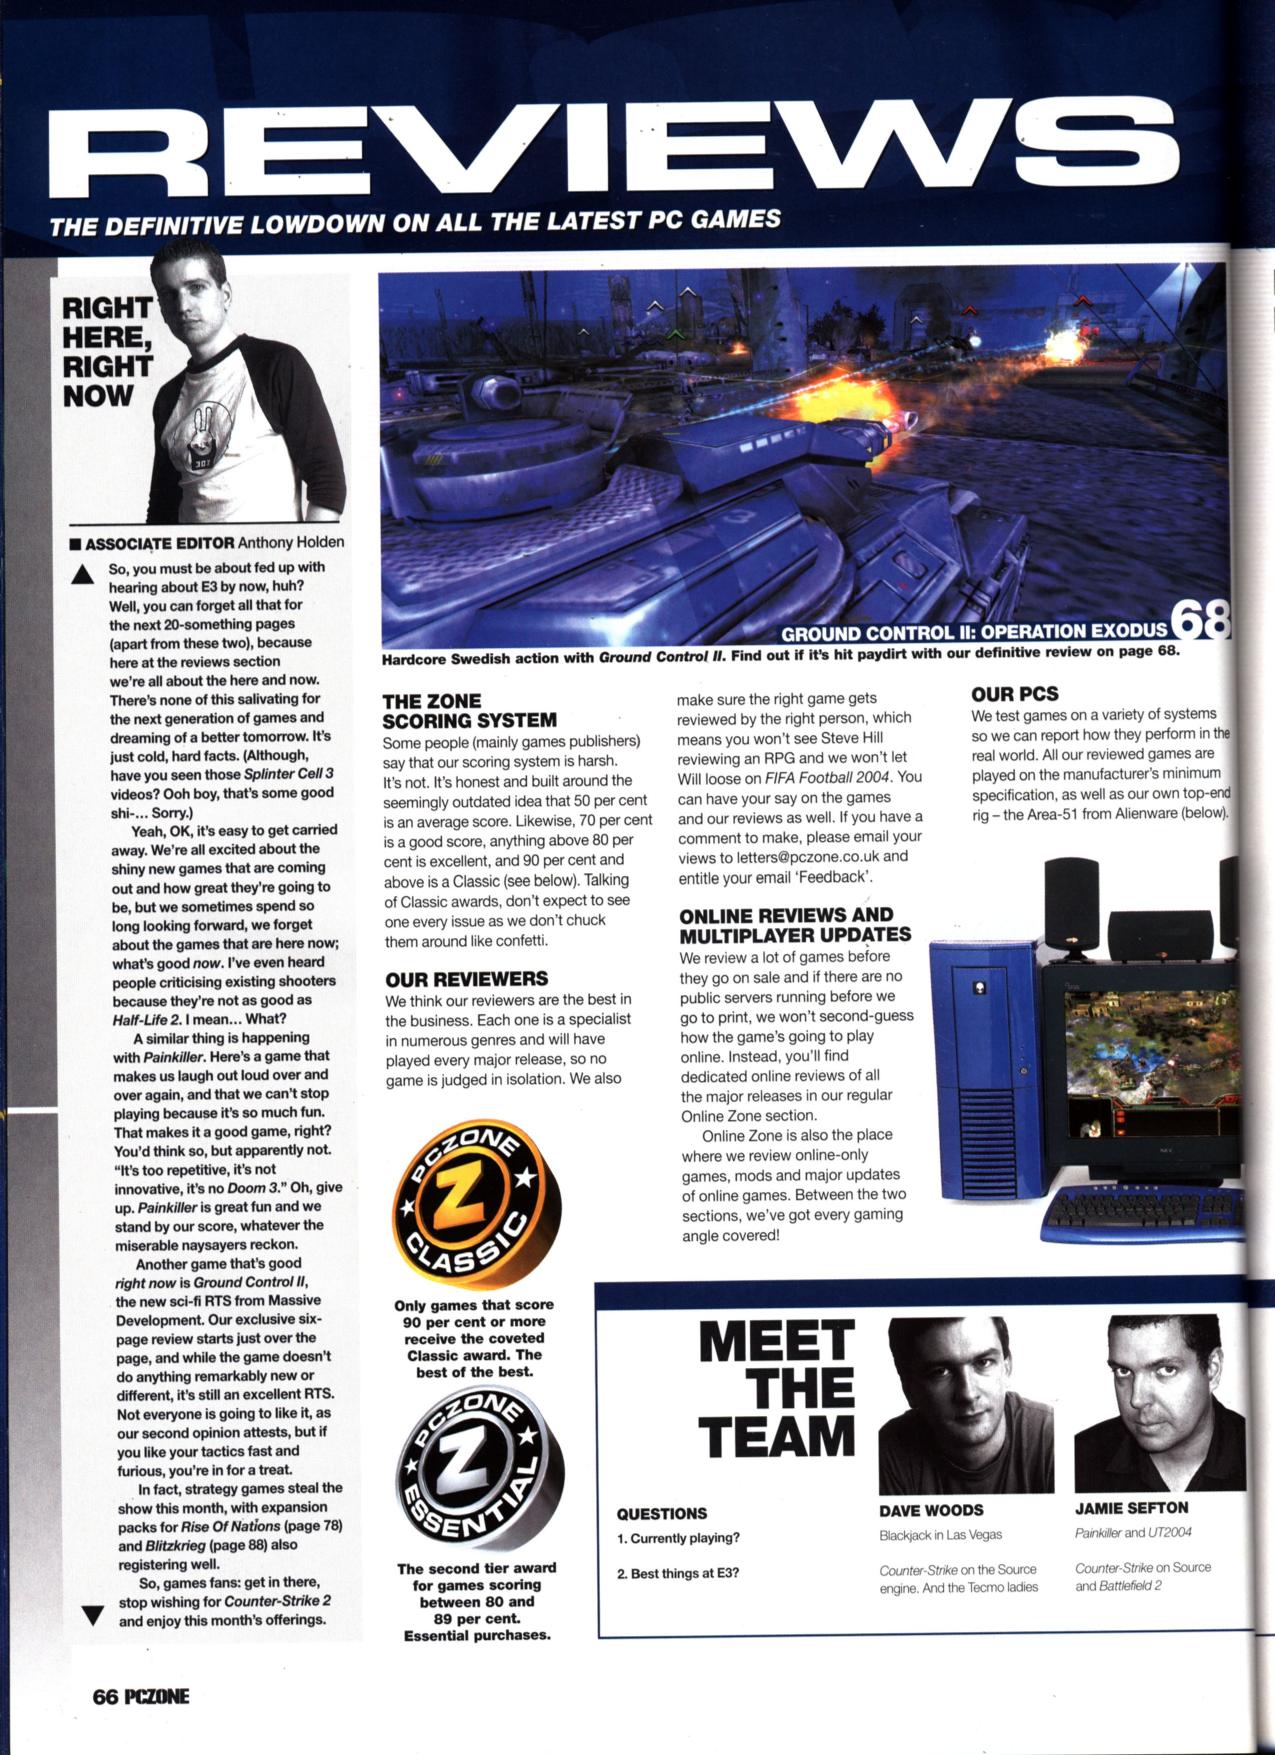 REVIEWS
THE DEFINITIVE LOWDOWN ON ALL THE LATEST PC GAMES
RIGHT
HERE,
RIGHT
NOW
307
■ ASSOCIATE EDITOR Anthony Holden
So, you must be about fed up with
hearing about E3 by now, huh?
Well, you can forget all that for
the next 20-something pages
(apart from these two), because
here at the reviews section
we're all about the here and now.
There's none of this salivating for
the next generation of games and
dreaming of a better tomorrow. It's
just cold, hard facts. (Although,
have you seen those Splinter Cell 3
videos? Ooh boy, that's some good
shi-... Sorry.)
Yeah, OK, it's easy to get carried
away. We're all excited about the
shiny new games that are coming
out and how great they're going to
be, but we sometimes spend so
long looking forward, we forget
about the games that are here now;
what's good now. I've even heard
people criticising existing shooters
because they're not as good as
Half-Life 2. I mean... What?
A similar thing is happening
with Painkiller. Here's a game that
makes us laugh out loud over and
over again, and that we can't stop
playing because it's so much fun.
That makes it a good game, right?
You'd think so, but apparently not.
“It's too repetitive, it's not
innovative, it's no Doom 3.” Oh, give
up. Painkiller is great fun and we
stand by our score, whatever the
miserable naysayers reckon.
Another game that's good
right now is Ground Control II,
the new sci-fi RTS from Massive
Development. Our exclusive six-
page review starts just over the
page, and while the game doesn't
do anything remarkably new or
different, it's still an excellent RTS.
Not everyone is going to like it, as
our second opinion attests, but if
you like your tactics fast and
furious, you're in for a treat.
In fact, strategy games steal the
show this month, with expansion
packs for Rise Of Nations (page 78)
and Blitzkrieg (page 88) also
registering well.
So, games fans: get in there,
stop wishing for Counter-Strike 2
and enjoy this month's offerings.
GROUND CONTROL II: OPERATION EXODUS 68
Hardcore Swedish action with Ground Control II. Find out if it's hit paydirt with our definitive review on page 68.
THE ZONE
SCORING SYSTEM
Some people (mainly games publishers)
say that our scoring system is harsh.
It's not. It's honest and built around the
seemingly outdated idea that 50 per cent
is an average score. Likewise, 70 per cent
is a good score, anything above 80 per
cent is excellent, and 90 per cent and
above is a Classic (see below). Talking
of Classic awards, don't expect to see
one every issue as we don't chuck
them around like confetti.
OUR REVIEWERS
We think our reviewers are the best in
the business. Each one is a specialist
in numerous genres and will have
played every major release, so no
game is judged in isolation. We also
make sure the right game gets
reviewed by the right person, which
means you won't see Steve Hill
reviewing an RPG and we won't let
Will loose on FIFA Football 2004. You
can have your say on the games
and our reviews as well. If you have a
comment to make, please email your
views to letters@pczone.co.uk and
entitle your email ‘Feedback’.
ONLINE REVIEWS AND
MULTIPLAYER UPDATES
We review a lot of games before
they go on sale and if there are no
public servers running before we
go to print, we won't second-guess
how the game's going to play
online. Instead, you'll find
dedicated online reviews of all
the major releases in our regular
Online Zone section.
Online Zone is also the place
where we review online-only
games, mods and major updates
of online games. Between the two
sections, we've got every gaming
angle covered!
OUR PCS
We test games on a variety of systems
so we can report how they perform in the
real world. All our reviewed games are
played on the manufacturer's minimum
specification, as well as our own top-end
rig – the Area-51 from Alienware (below).
NEC
PCZONE
Z
CLASSIC
Only games that score
90 per cent or more
receive the coveted
Classic award. The
best of the best.
PCZONE
Z
ESSENTIAL
The second tier award
for games scoring
between 80 and
89 per cent.
Essential purchases.
MEET
THE
TEAM
QUESTIONS
1. Currently playing?
2. Best things at E3?
DAVE WOODS
Blackjack in Las Vegas
Counter-Strike on the Source
engine. And the Tecmo ladies
JAMIE SEFTON
Painkiller and UT2004
Counter-Strike on Source
and Battlefield 2
66 PCZONE